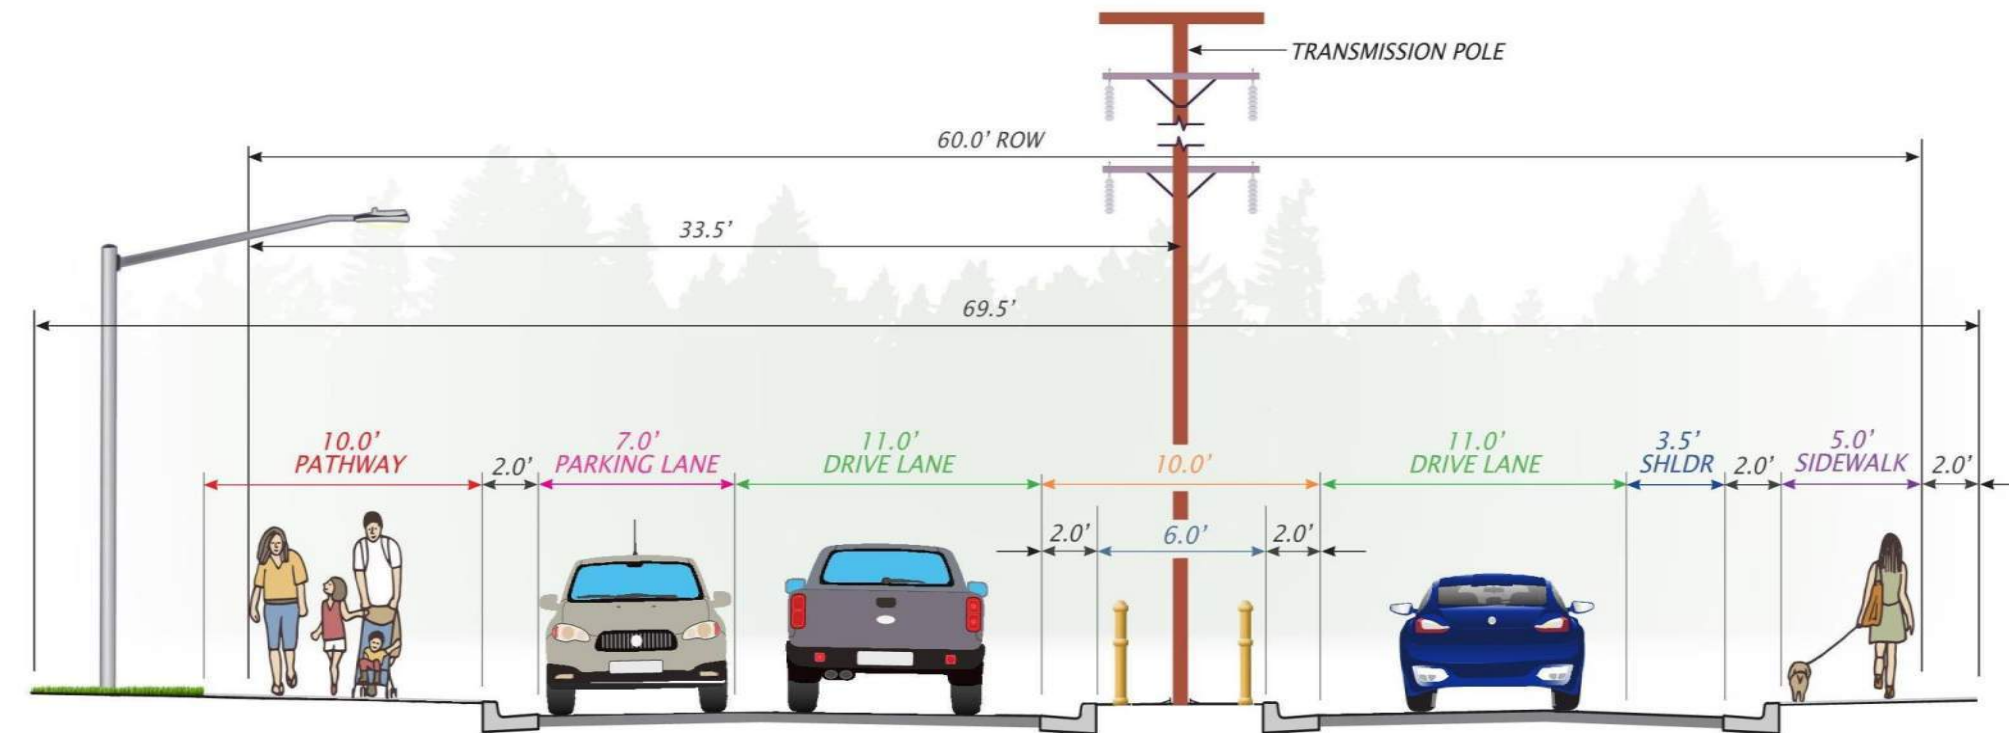 TRANSMISSION POLE
60.0' ROW
33.5'
69.5'
10.0'
PATHWAY
2.0'
7.0'
PARKING LANE
11.0'
DRIVE LANE
10.0'
11.0'
DRIVE LANE
3.5'
SHLDR
2.0'
5.0'
SIDEWALK
2.0'
2.0'
6.0'
2.0'